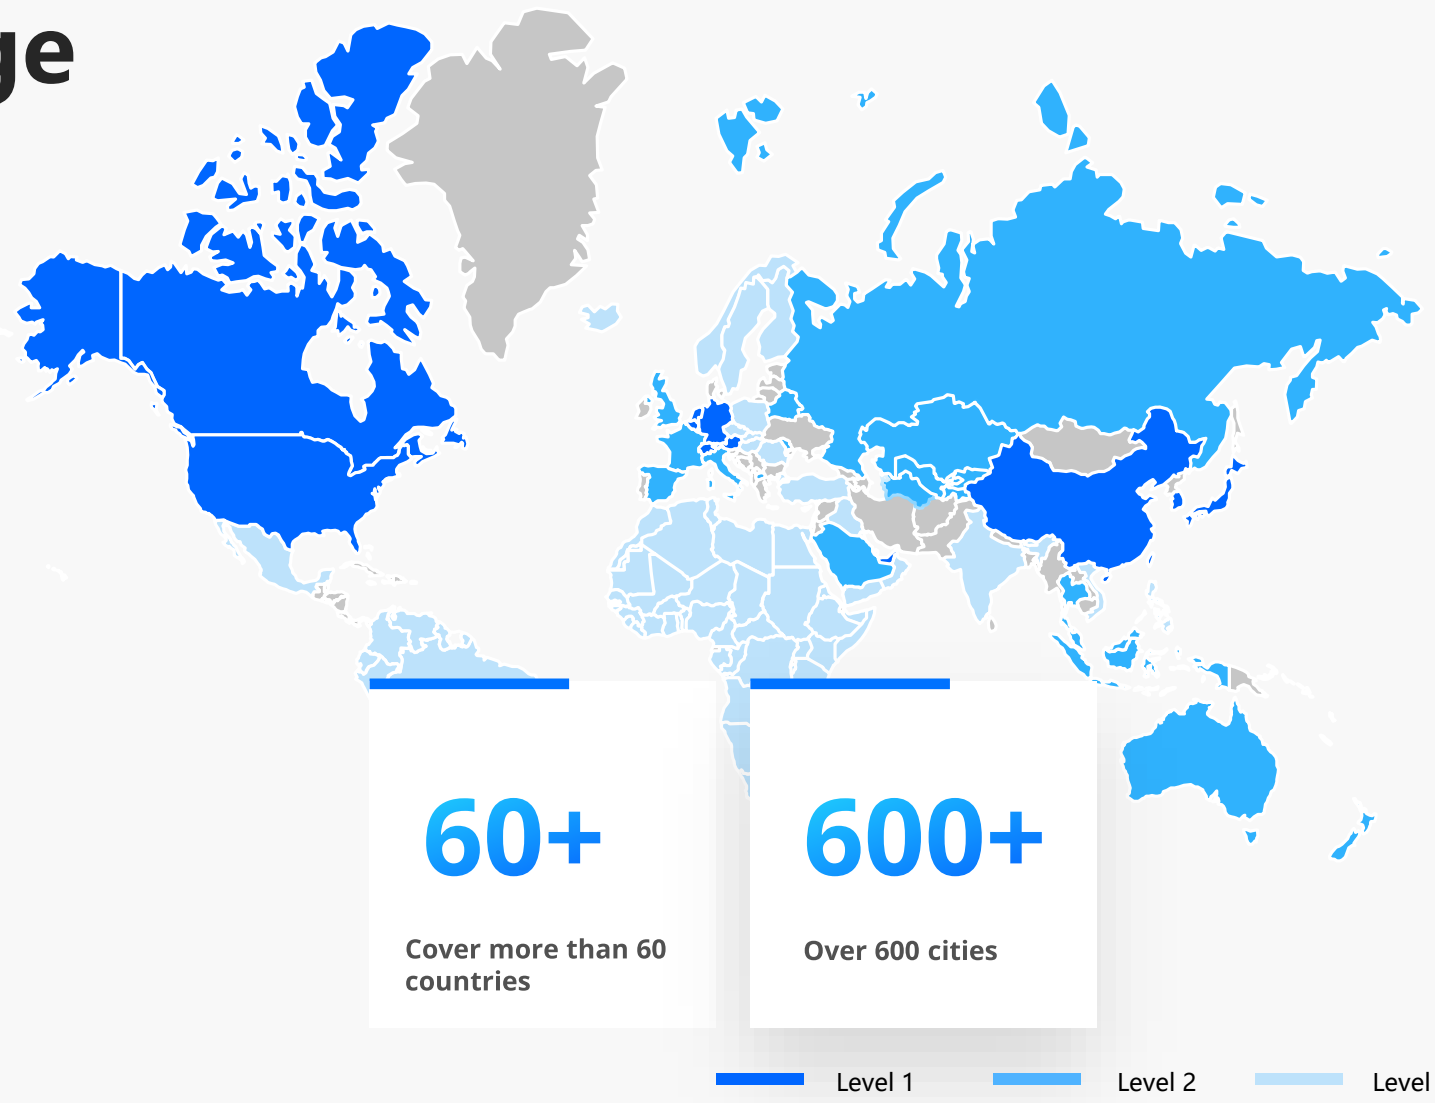 ge
60+
Cover more than 60
countries
600+
Over 600 cities
Level 1
Level 2
Level